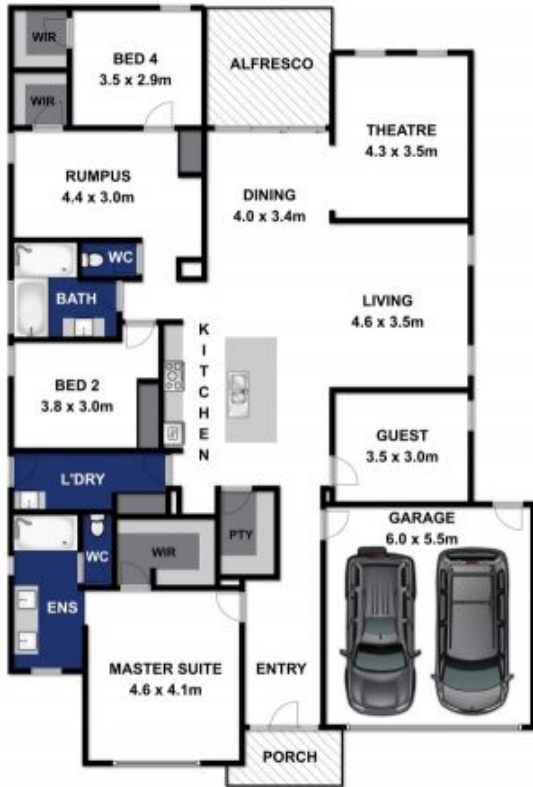 WIR
BED 4
3.5 x 2.9m
ALFRESCO
WIR
THEATRE
4.3 x 3.5m
RUMPUS
4.4 x 3.0m
DINING
4.0 x 3.4m
WC
BATH
LIVING
4.6 x 3.5m
KITCHEN
BED 2
3.8 x 3.0m
GUEST
3.5 x 3.0m
L'DRY
GARAGE
6.0 x 5.5m
PTY
WIR
WC
ENS
MASTER SUITE
4.6 x 4.1m
ENTRY
PORCH